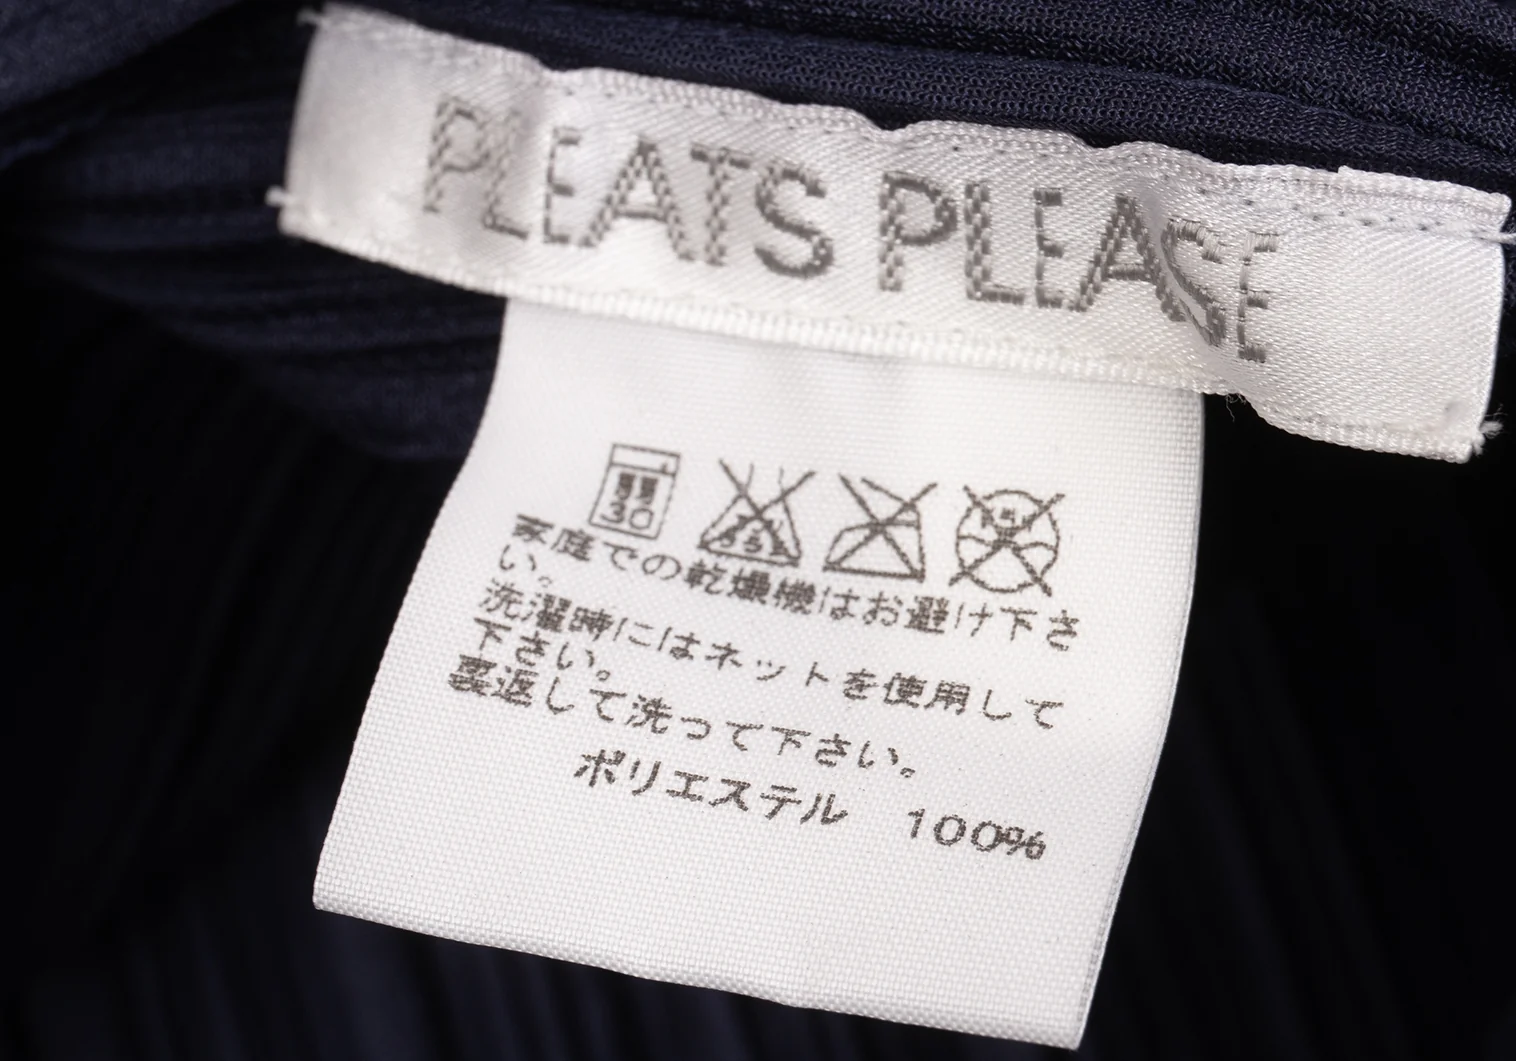 PLEATS PLEASE
弱
30
家庭での乾燥機はお避け下さ
い。
洗濯時にはネットを使用して
下さい。
裏返して洗って下さい。
ポリエステル 100%